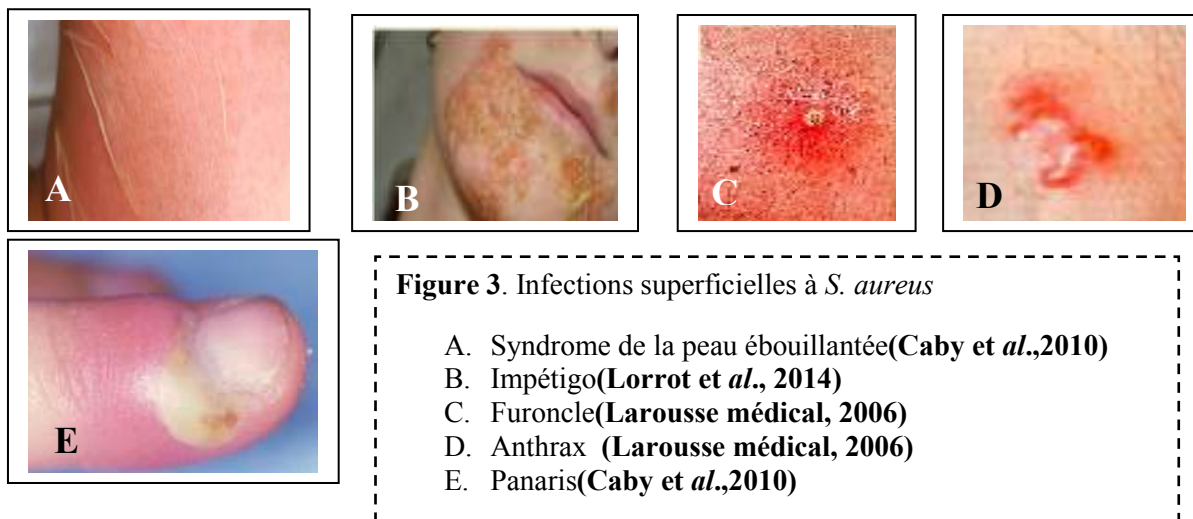 A
B
C
D
E
Figure 3. Infections superficielles à S. aureus
A. Syndrome de la peau ébouillantée(Caby et al.,2010)
B. Impétigo(Lorrot et al., 2014)
C. Furoncle(Larousse médical, 2006)
D. Anthrax (Larousse médical, 2006)
E. Panaris(Caby et al.,2010)